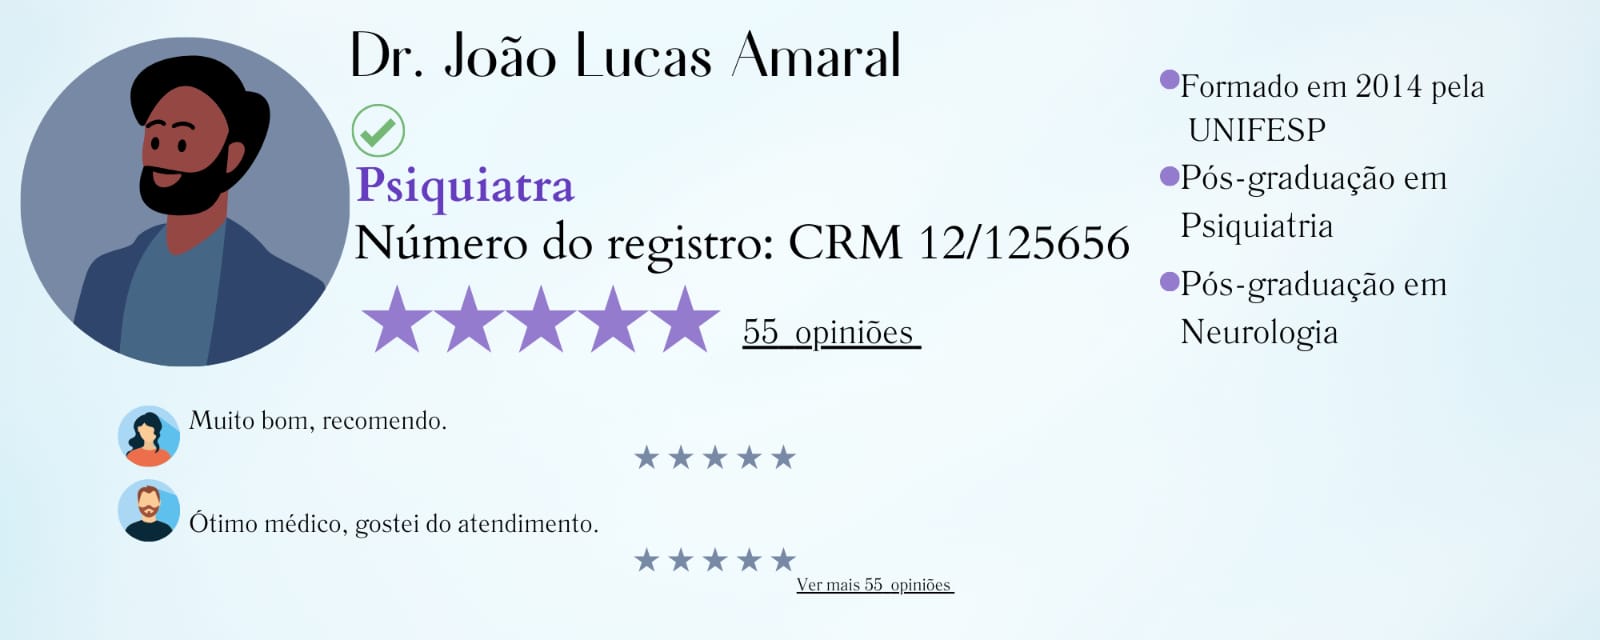 Dr. João Lucas Amaral
Psiquiatra
Número do registro: CRM 12/125656
55 opiniões
Formado em 2014 pela
UNIFESP
Pós-graduação em
Psiquiatria
Pós-graduação em
Neurologia
Muito bom, recomendo.
Ótimo médico, gostei do atendimento.
Ver mais 55 opiniões